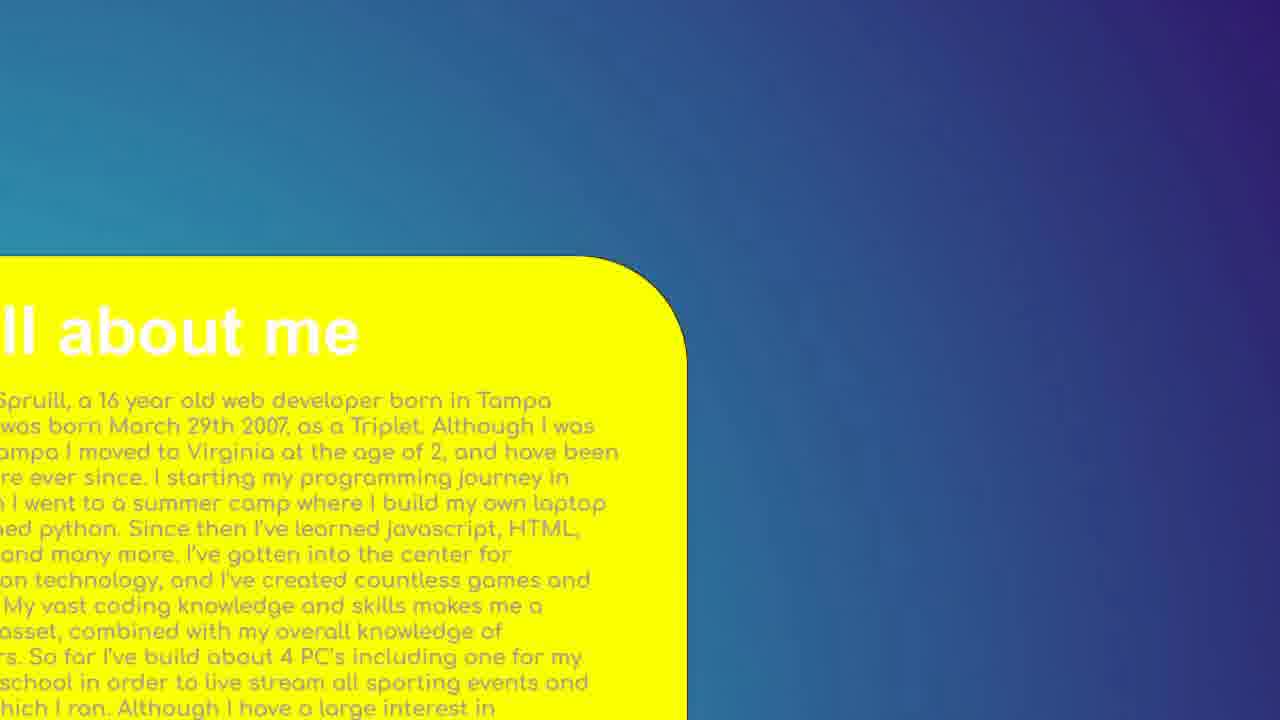 ll about me
Spruill, a 16 year old web developer born in Tampa
was born March 29th 2007, as a Triplet. Although I was
ampa I moved to Virginia at the age of 2, and have been
re ever since. I starting my programming journey in
I went to a summer camp where I build my own laptop
ned python. Since then I've learned Javascript, HTML,
and many more. I've gotten into the center for
on technology, and I've created countless games and
My vast coding knowledge and skills makes me a
asset, combined with my overall knowledge of
rs. So far I've build about 4 PC's including one for my
school in order to live stream all sporting events and
hich I ran. Although I have a large interest in